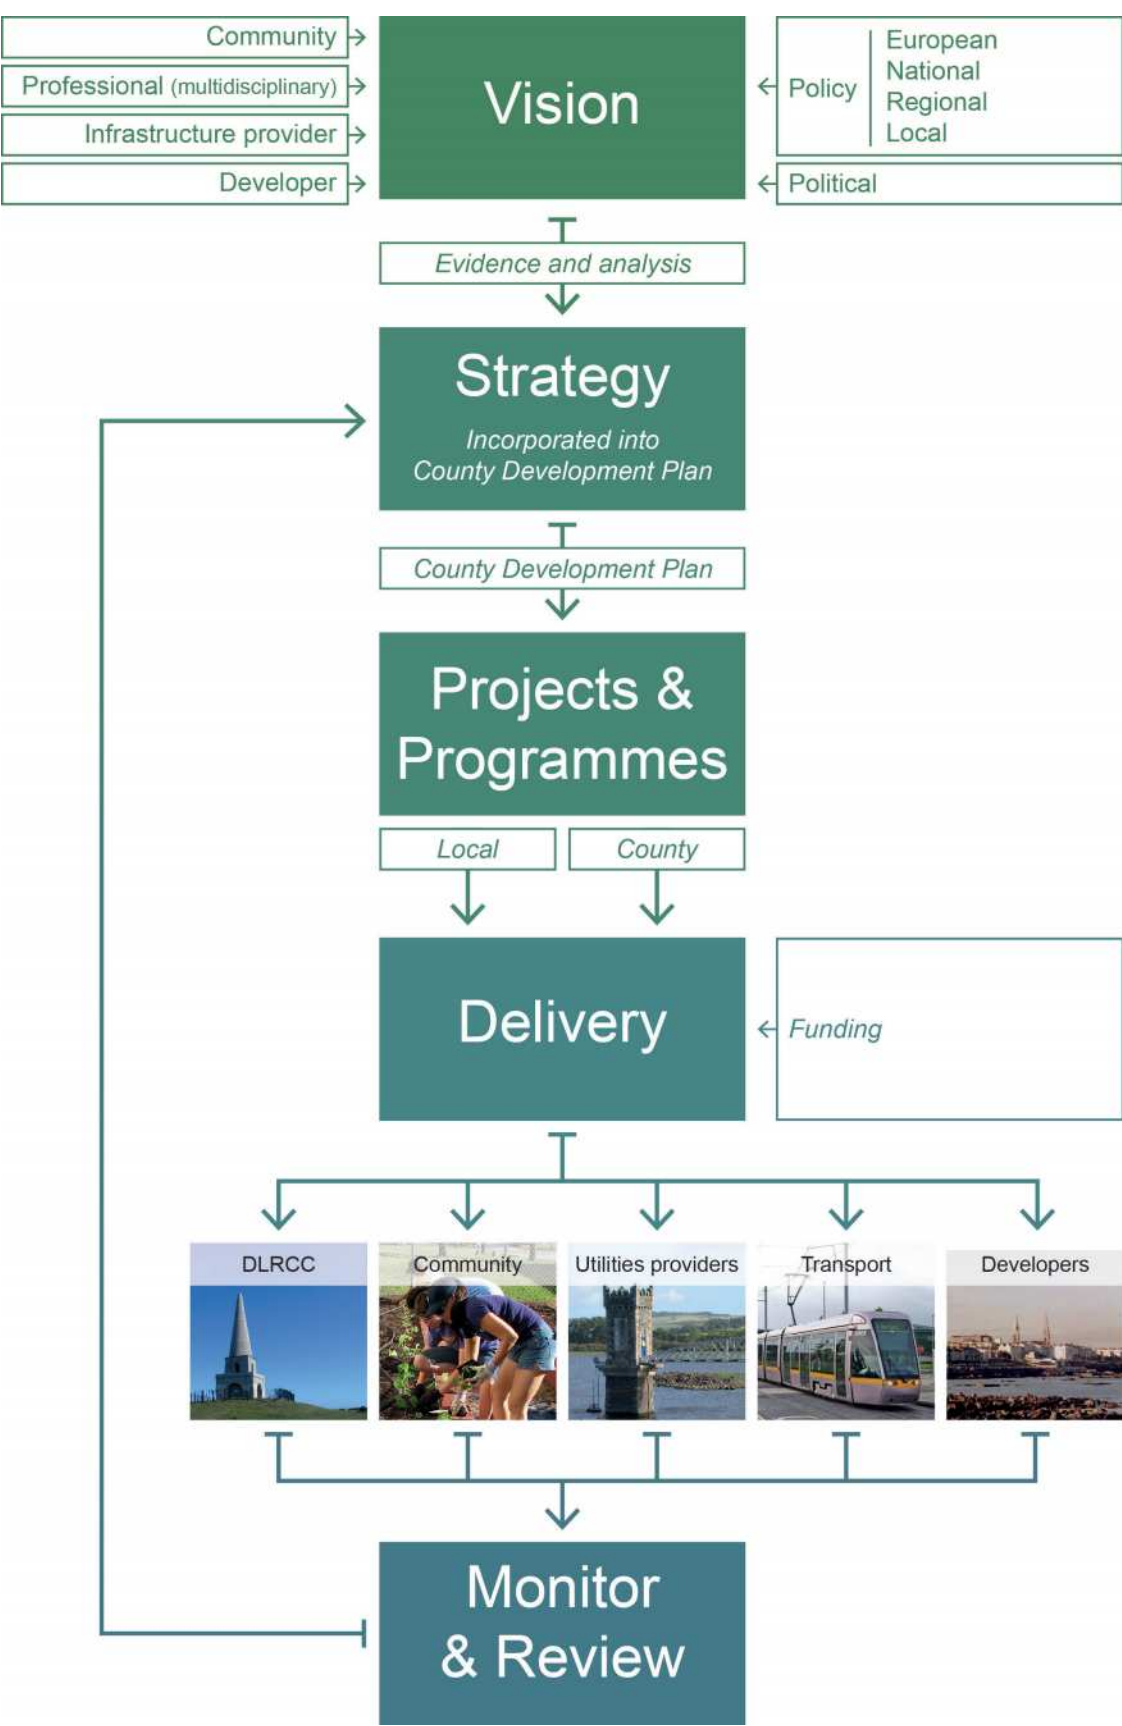 Community
Professional (multidisciplinary)
Infrastructure provider
Developer
Vision
Policy
European
National
Regional
Local
Political
Evidence and analysis
Strategy
Incorporated into
County Development Plan
County Development Plan
Projects &
Programmes
Local
County
Delivery
Funding
DLRCC
Community
Utilities providers
Transport
Developers
Monitor
& Review